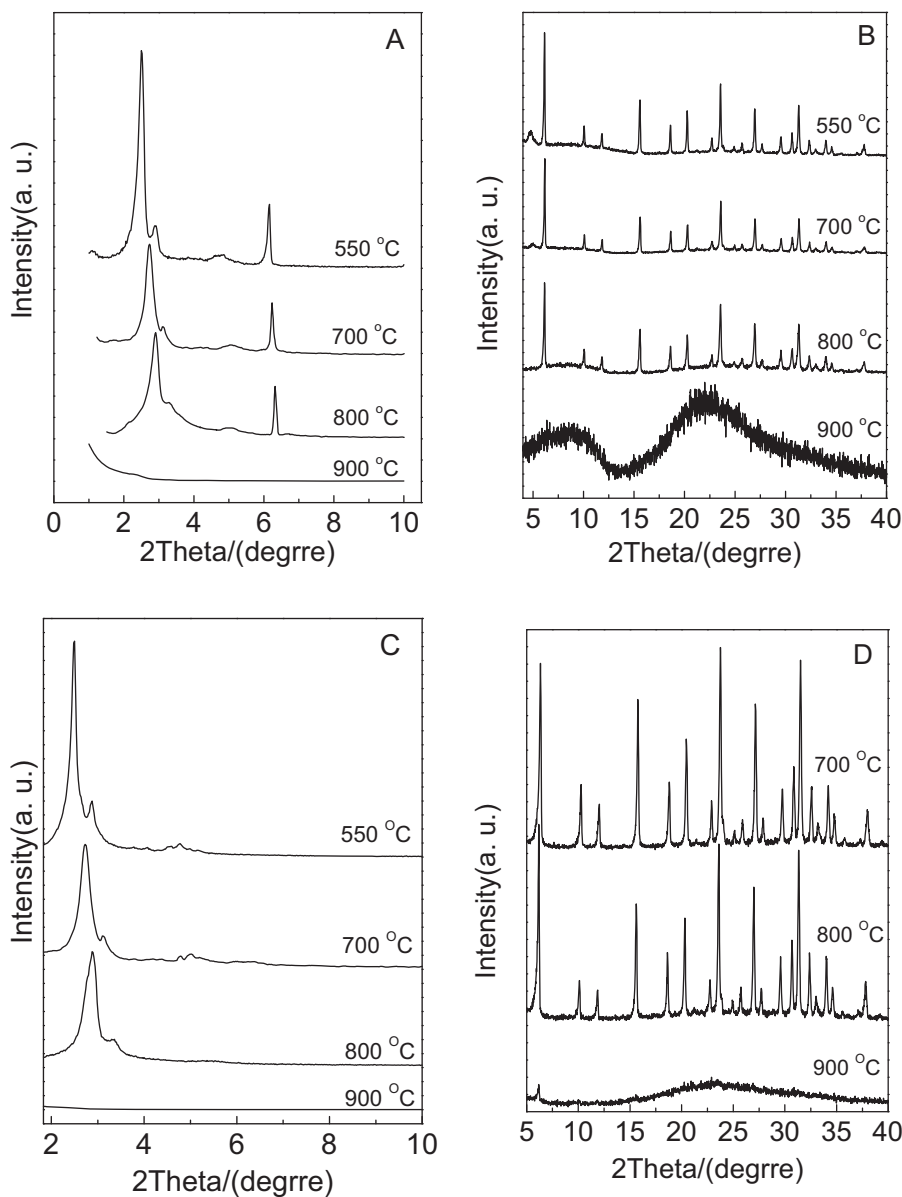 A
Intensity(a. u.)
550 °C
700 °C
800 °C
900 °C
0 2 4 6 8 10
2Theta/(degrre)
B
Intensity(a. u.)
550 °C
700 °C
800 °C
900 °C
5 10 15 20 25 30 35 40
2Theta/(degrre)
C
Intensity(a. u.)
550 °C
700 °C
800 °C
900 °C
2 4 6 8 10
2Theta/(degrre)
D
Intensity(a. u.)
700 °C
800 °C
900 °C
5 10 15 20 25 30 35 40
2Theta/(degrre)